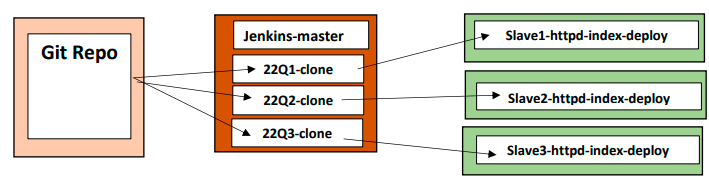 Git Repo
Jenkins-master
22Q1-clone
22Q2-clone
22Q3-clone
Slave1-httpd-index-deploy
Slave2-httpd-index-deploy
Slave3-httpd-index-deploy